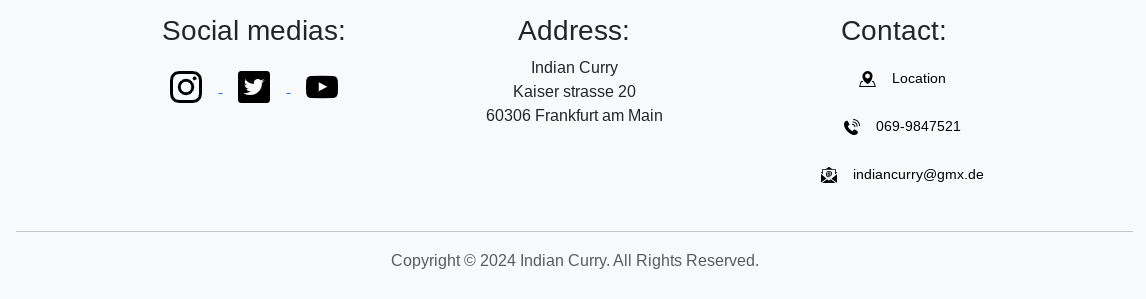 Social medias:
- -
Address:
Indian Curry
Kaiser strasse 20
60306 Frankfurt am Main
Contact:
Location
069-9847521
indiancurry@gmx.de
Copyright © 2024 Indian Curry. All Rights Reserved.